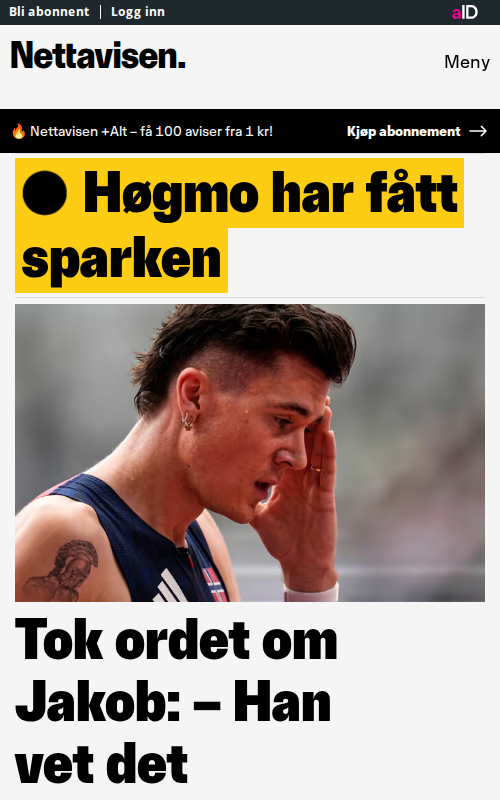 Bli abonnent | Logg inn
aID
Nettavisen.
Meny
🔥 Nettavisen +Alt – få 100 aviser fra 1 kr!
Kjøp abonnement →
● Høgmo har fått
sparken
Tok ordet om
Jakob: – Han
vet det